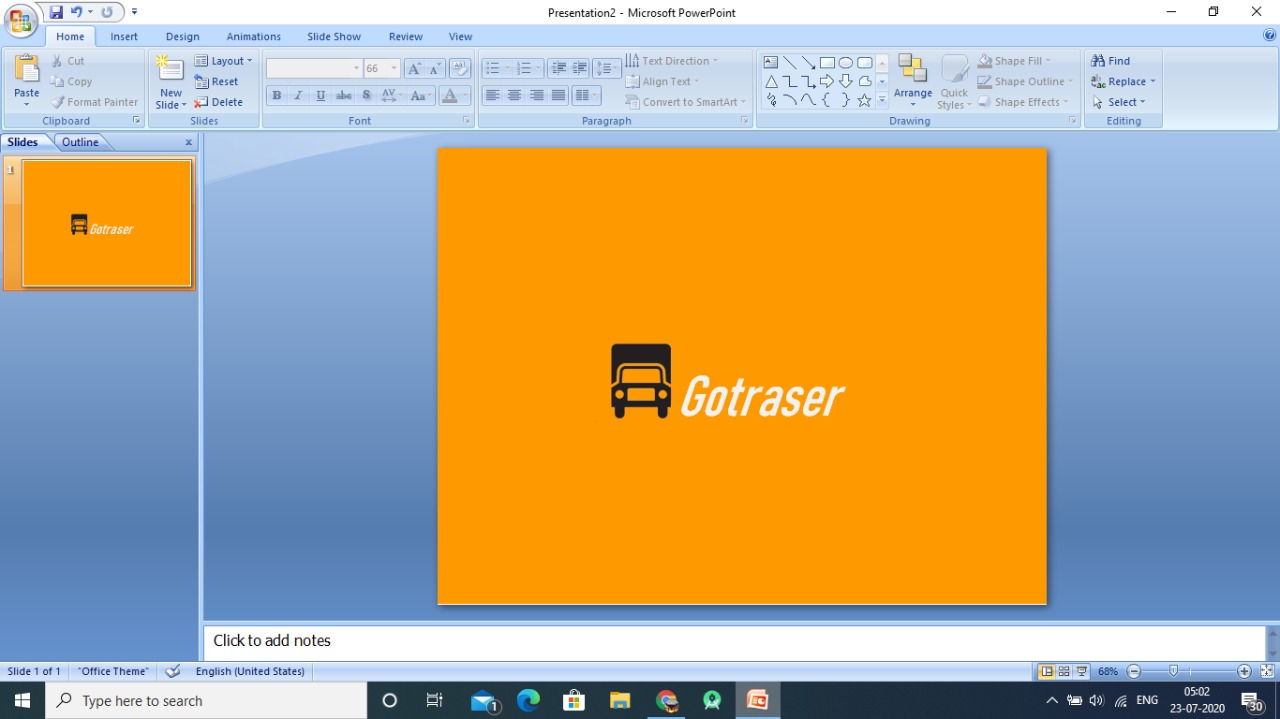 Presentation2 - Microsoft PowerPoint
Home Insert Design Animations Slide Show Review View
Paste
Cut
Copy
Format Painter
Clipboard
New Slide
Layout
Reset
Delete
Slides
66
B I U abc S AV Aa A
Font
Text Direction
Align Text
Convert to SmartArt
Paragraph
Arrange
Quick Styles
Shape Fill
Shape Outline
Shape Effects
Drawing
Find
Replace
Select
Editing
Slides Outline
1
Gotraser
Gotraser
Click to add notes
Slide 1 of 1 "Office Theme" English (United States) 68%
Type here to search
1
ENG
05:02
23-07-2020
30